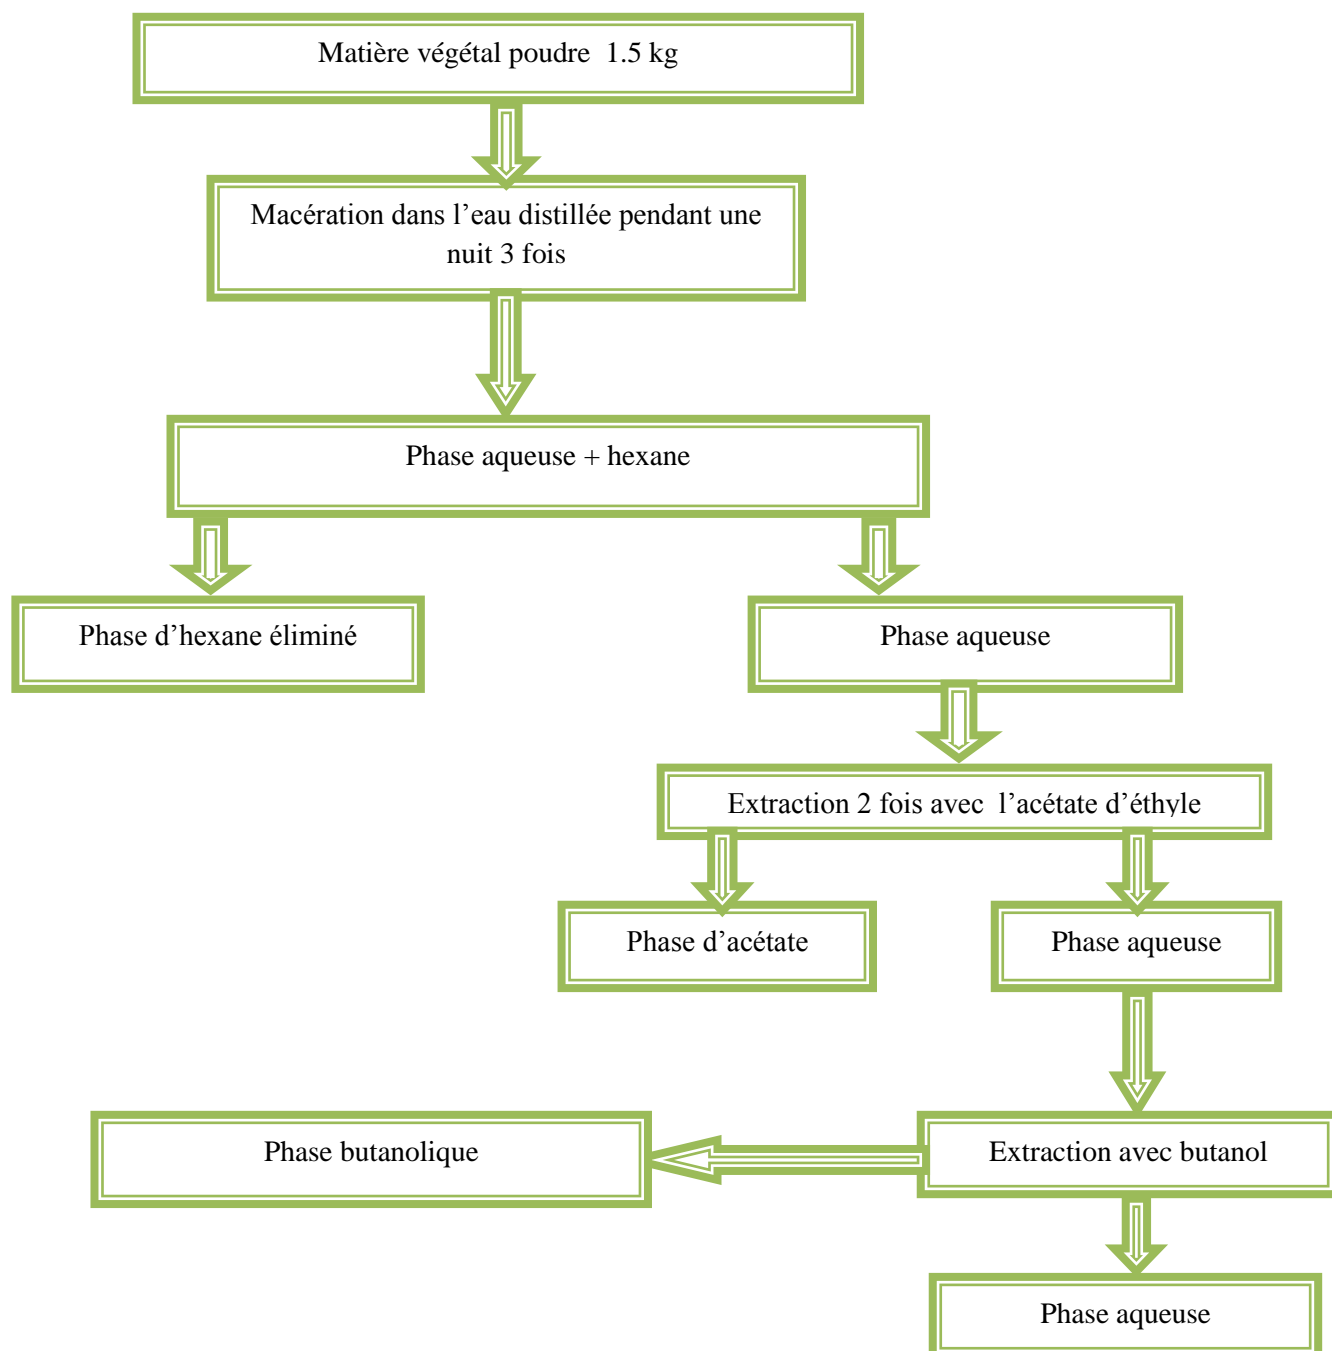 Matière végétal poudre 1.5 kg
Macération dans l’eau distillée pendant une
nuit 3 fois
Phase aqueuse + hexane
Phase d’hexane éliminé
Phase aqueuse
Extraction 2 fois avec l’acétate d’éthyle
Phase d’acétate
Phase aqueuse
Phase butanolique
Extraction avec butanol
Phase aqueuse